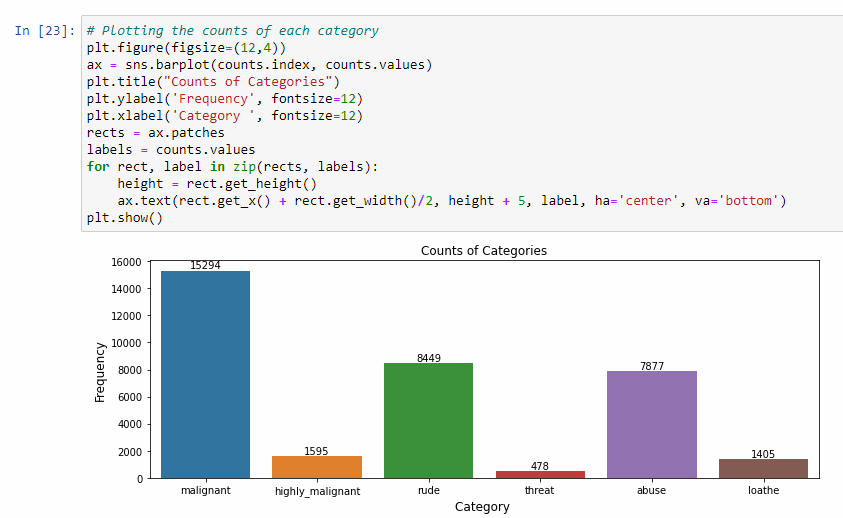 In [23]: # Plotting the counts of each category
plt.figure(figsize=(12,4))
ax = sns.barplot(counts.index, counts.values)
plt.title("Counts of Categories")
plt.ylabel('Frequency', fontsize=12)
plt.xlabel('Category ', fontsize=12)
rects = ax.patches
labels = counts.values
for rect, label in zip(rects, labels):
    height = rect.get_height()
    ax.text(rect.get_x() + rect.get_width()/2, height + 5, label, ha='center', va='bottom')
plt.show()
Counts of Categories
Frequency
16000
14000
12000
10000
8000
6000
4000
2000
0
15294
1595
8449
478
7877
1405
malignant highly_malignant rude threat abuse loathe
Category